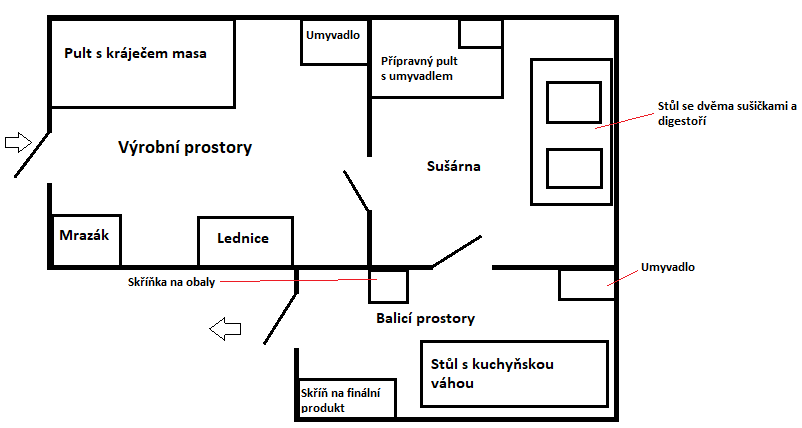 Pult s kráječem masa
Umyvadlo
Přípravný pult
s umyvadlem
Stůl se dvěma sušičkami a
digestoří
Výrobní prostory
Sušárna
Mrazák
Lednice
Umyvadlo
Skříňka na obaly
Balicí prostory
Stůl s kuchyňskou
váhou
Skříň na finální
produkt